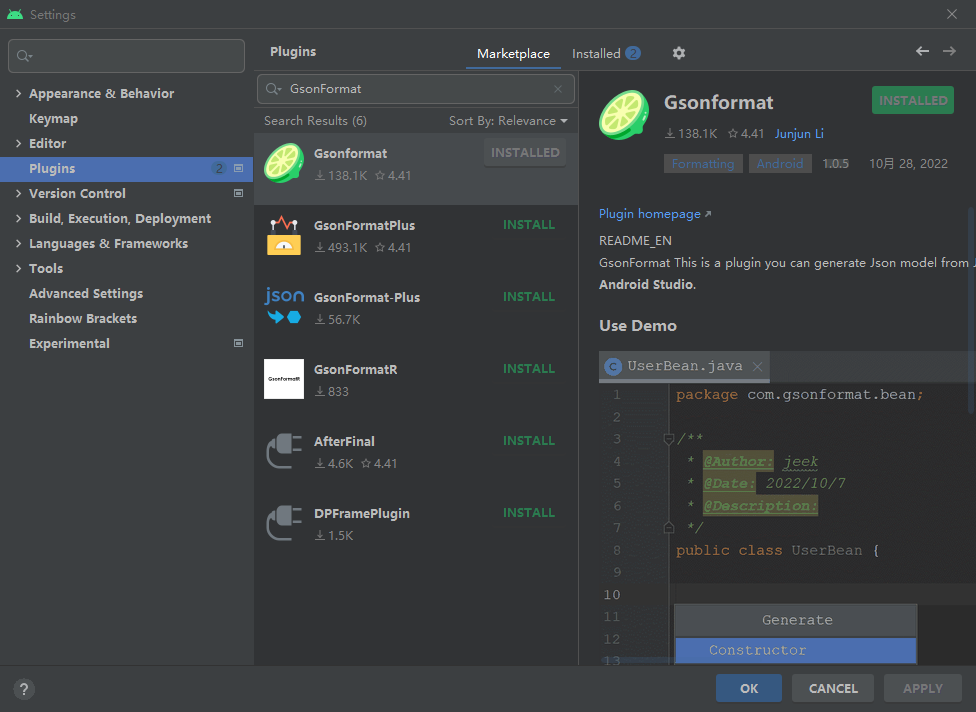 Settings
Appearance & Behavior
Keymap
Editor
Plugins 2
Version Control
Build, Execution, Deployment
Languages & Frameworks
Tools
Advanced Settings
Rainbow Brackets
Experimental
Plugins
Marketplace
Installed 2
GsonFormat
Search Results (6)
Sort By: Relevance
Gsonformat
INSTALLED
138.1K 4.41
GsonFormatPlus
INSTALL
493.1K 4.41
json
GsonFormat-Plus
INSTALL
56.7K
GsonFormatR
GsonFormatR
INSTALL
833
AfterFinal
INSTALL
4.6K 4.41
DPFramePlugin
INSTALL
1.5K
Gsonformat
INSTALLED
138.1K 4.41 Junjun Li
Formatting Android 1.0.5 10月 28, 2022
Plugin homepage
README_EN
GsonFormat This is a plugin you can generate Json model from
Android Studio.
Use Demo
C UserBean.java
1 package com.gsonformat.bean;
2
3 /**
4 * @Author: jeek
5 * @Date: 2022/10/7
6 * @Description:
7 */
8 public class UserBean {
9
10
11
12
13
Generate
Constructor
?
OK
CANCEL
APPLY